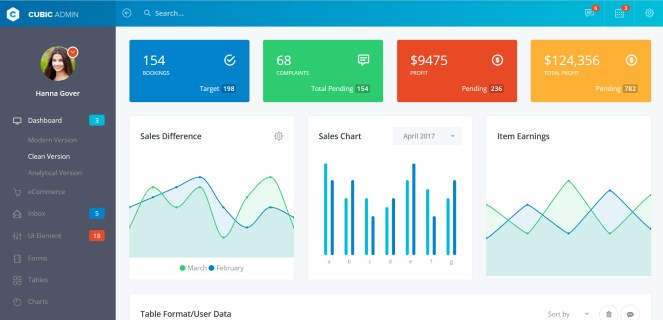 CUBIC ADMIN
Search...
6
3
Hanna Gover
Dashboard 3
Modern Version
Clean Version
Analytical Version
eCommerce
Inbox 5
UI Element 18
Forms
Tables
Charts
154
BOOKINGS
Target 198
68
COMPLAINTS
Total Pending 154
$9475
PROFIT
Pending 236
$124,356
TOTAL PROFIT
Pending 782
Sales Difference
March February
Sales Chart April 2017
a b c d e f g
Item Earnings
Table Format/User Data
Sort by